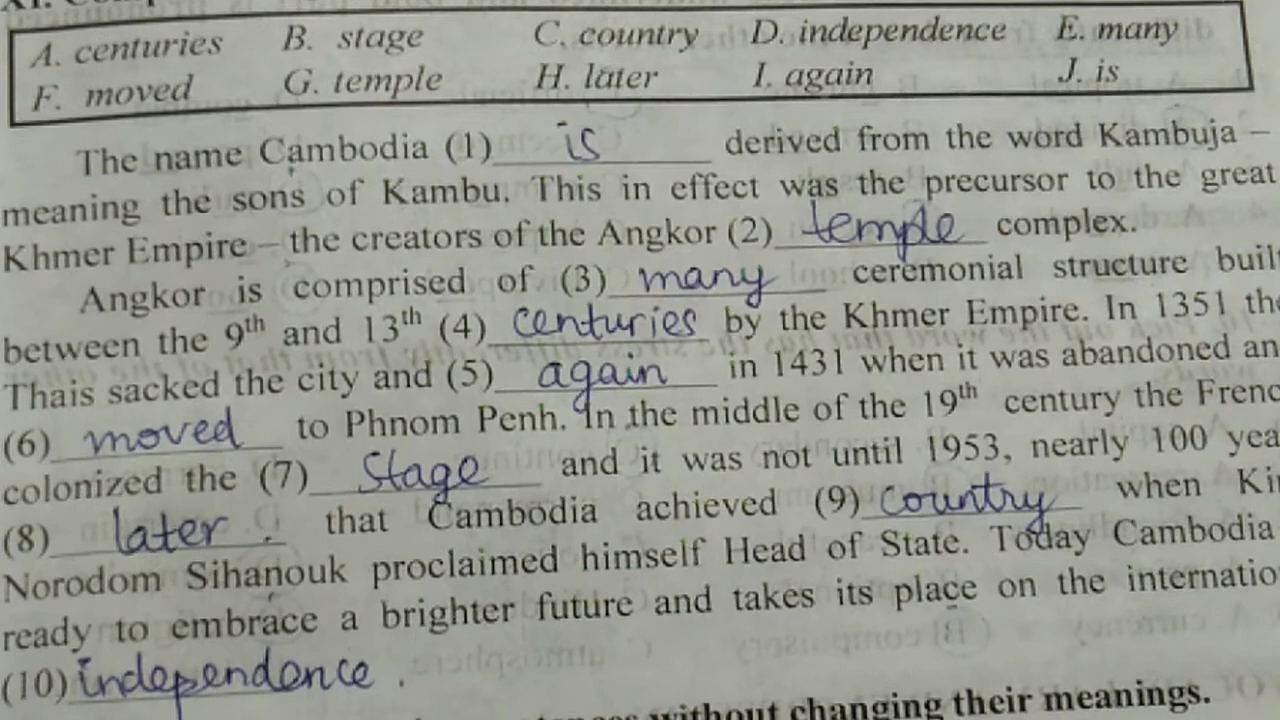 A. centuries B. stage C. country D. independence E. many
F. moved G. temple H. later I. again J. is
The name Cambodia (1) is derived from the word Kambuja –
meaning the sons of Kambu. This in effect was the precursor to the great
Khmer Empire – the creators of the Angkor (2) temple complex.
Angkor is comprised of (3) many ceremonial structure buil
between the 9th and 13th (4) centuries by the Khmer Empire. In 1351 the
Thais sacked the city and (5) again in 1431 when it was abandoned an
(6) moved to Phnom Penh. In the middle of the 19th century the Frenc
colonized the (7) Stage and it was not until 1953, nearly 100 yea
(8) later that Cambodia achieved (9) country when Ki
Norodom Sihanouk proclaimed himself Head of State. Today Cambodia
ready to embrace a brighter future and takes its place on the internatio
(10) independence .
without changing their meanings.